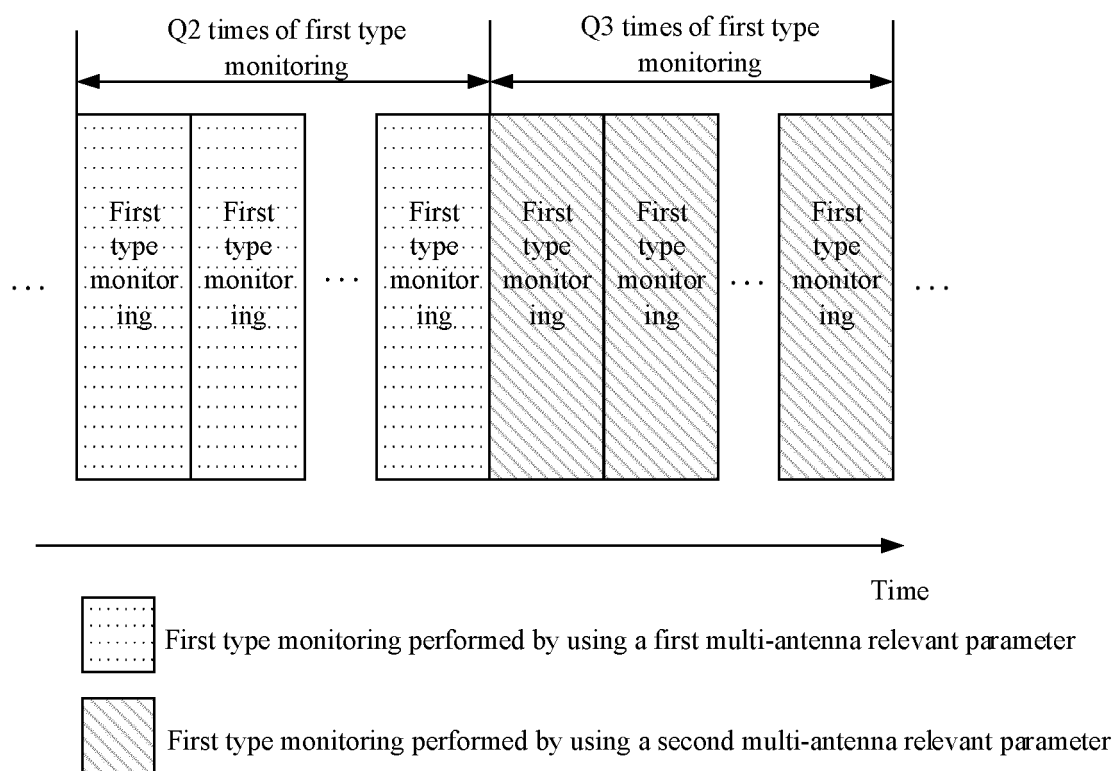 Q2 times of first type
monitoring
Q3 times of first type
monitoring
First
type
monitor
ing
First
type
monitor
ing
...
First
type
monitor
ing
First
type
monitor
ing
First
type
monitor
ing
...
First
type
monitor
ing
...
...
Time
First type monitoring performed by using a first multi-antenna relevant parameter
First type monitoring performed by using a second multi-antenna relevant parameter